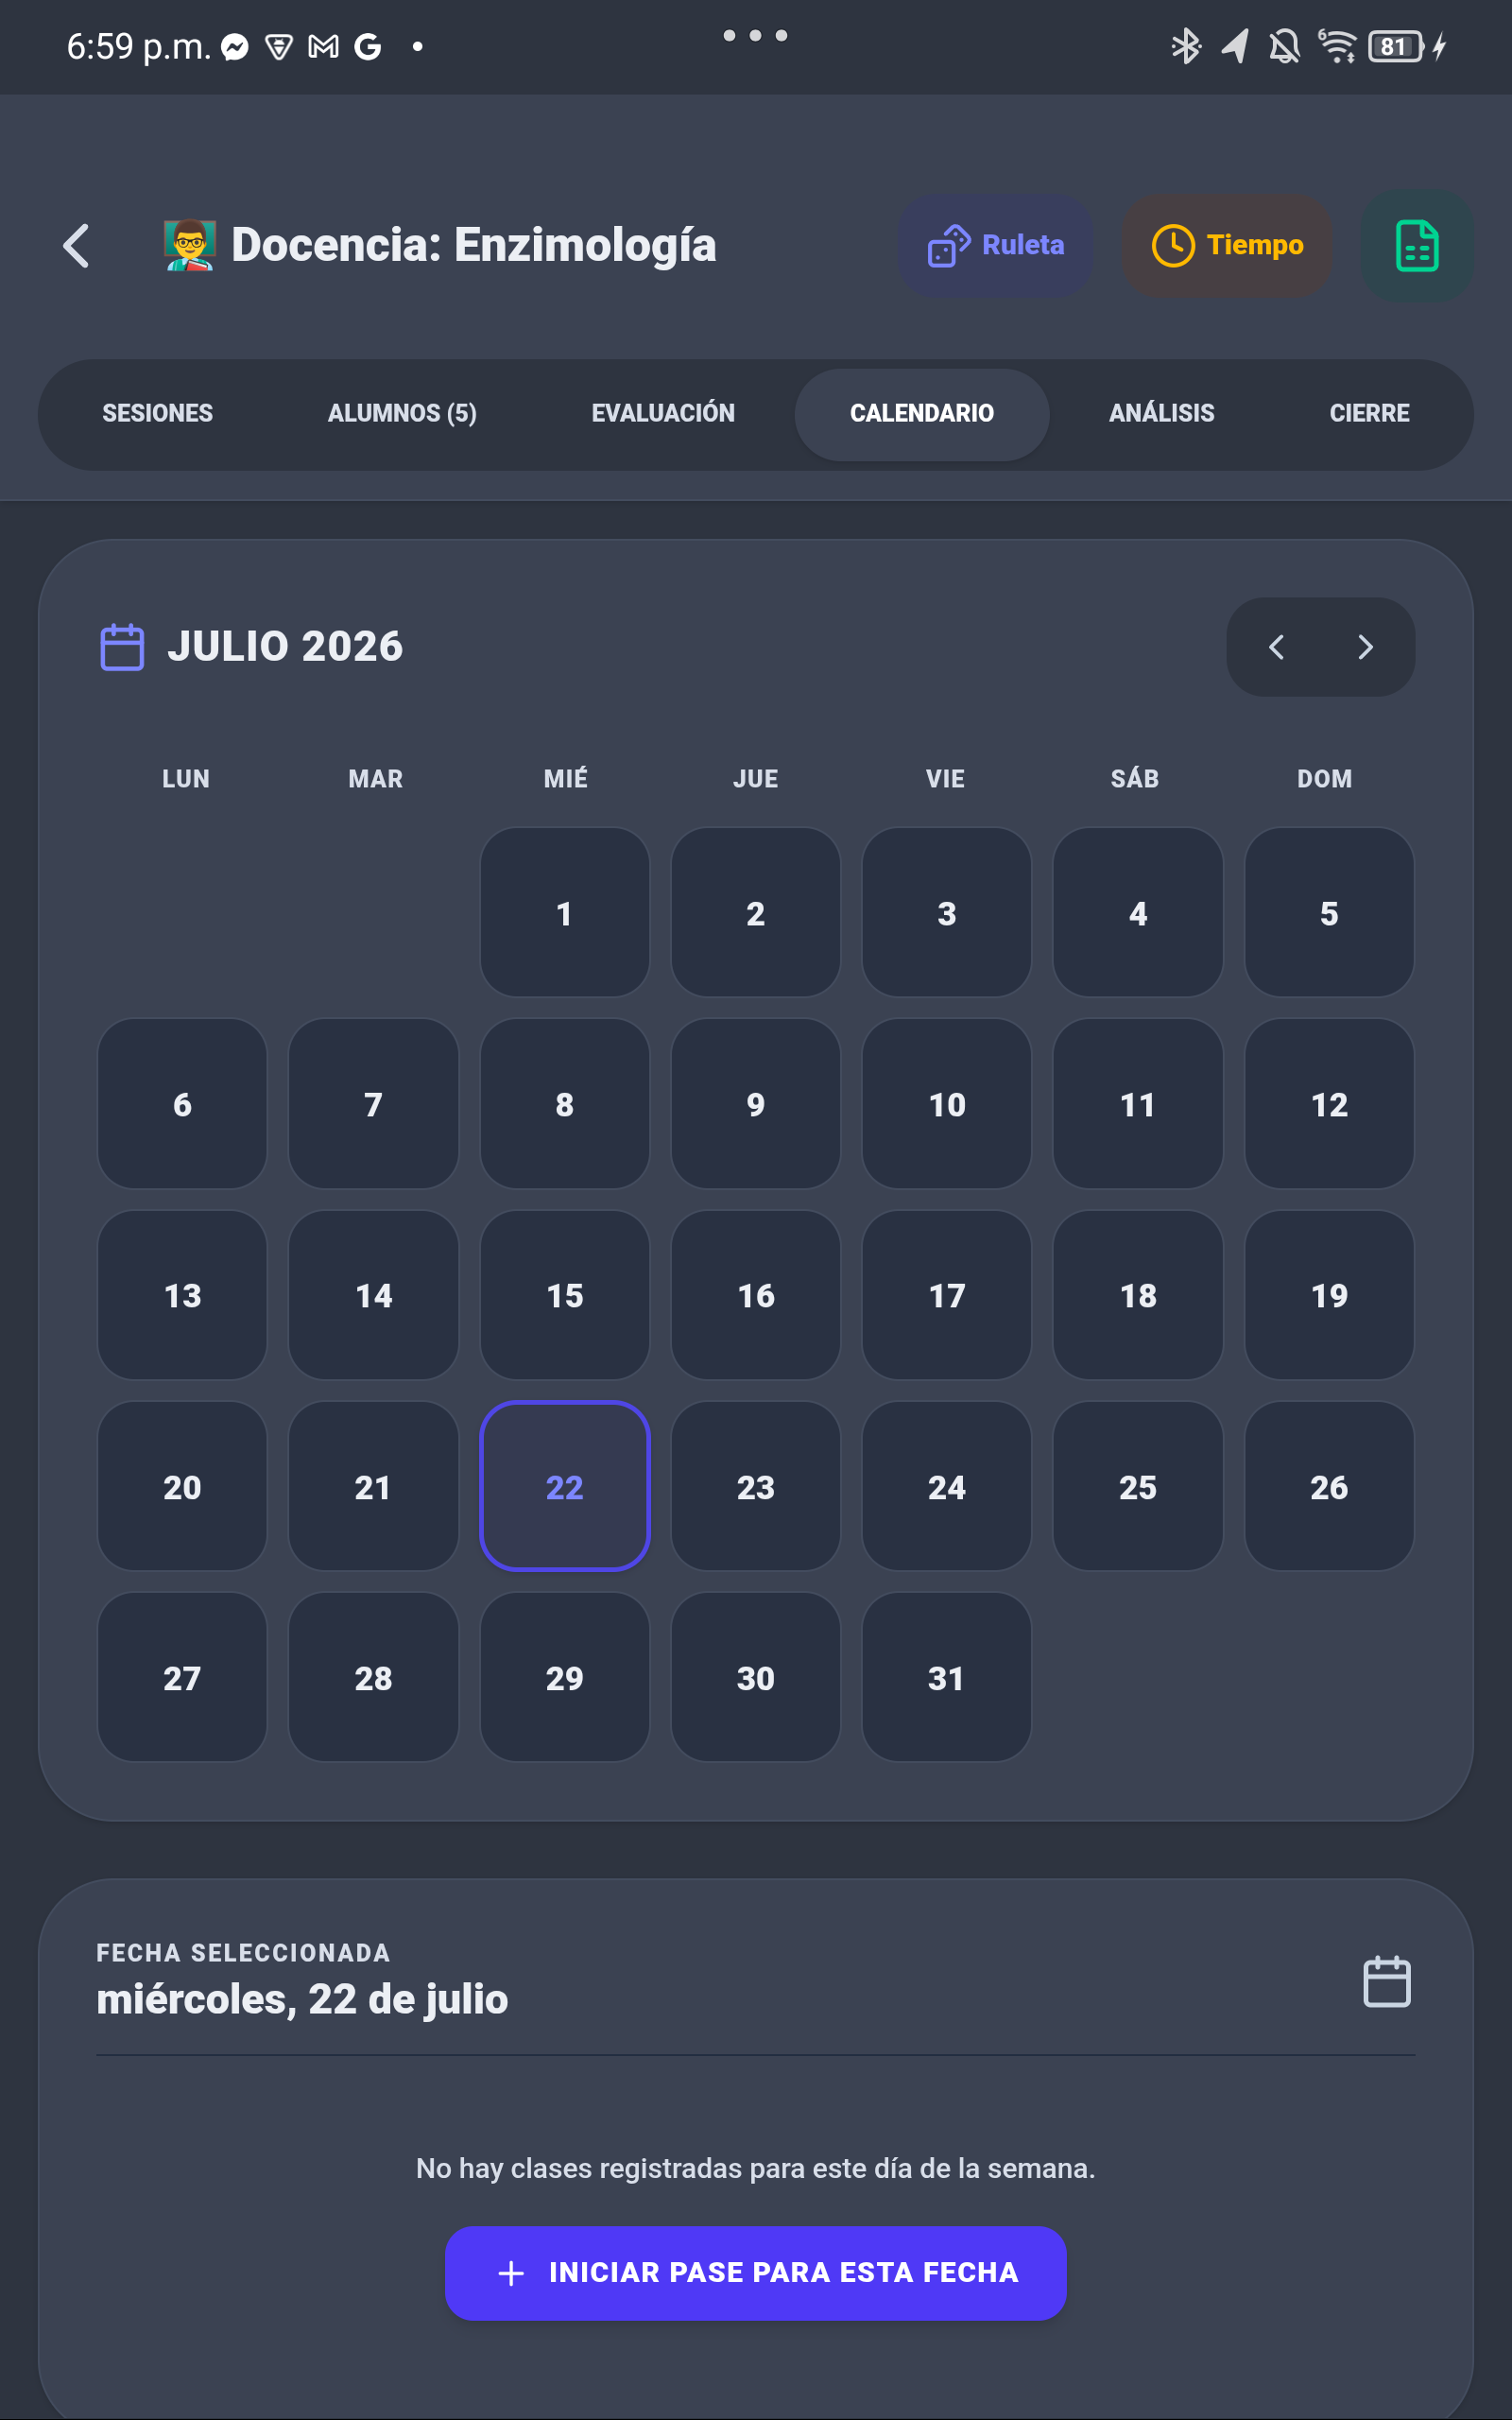 6:59 p.m.
6
81
Docencia: Enzimología
Ruleta
Tiempo
SESIONES ALUMNOS (5) EVALUACIÓN CALENDARIO ANÁLISIS CIERRE
JULIO 2026
LUN MAR MIÉ JUE VIE SÁB DOM
1 2 3 4 5
6 7 8 9 10 11 12
13 14 15 16 17 18 19
20 21 22 23 24 25 26
27 28 29 30 31
FECHA SELECCIONADA
miércoles, 22 de julio
No hay clases registradas para este día de la semana.
INICIAR PASE PARA ESTA FECHA